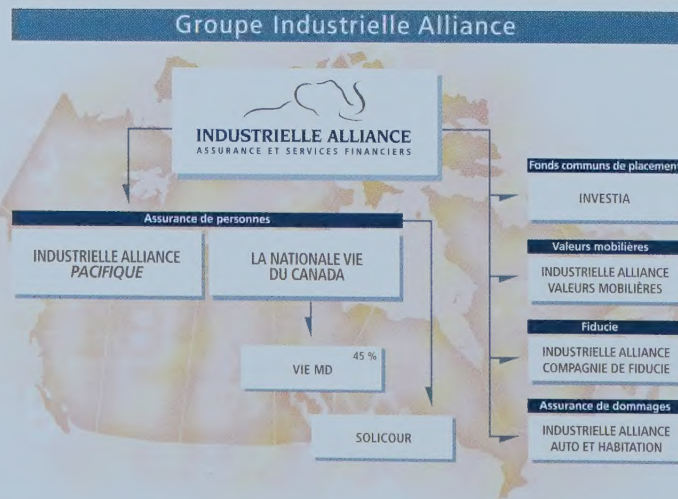 Groupe Industrielle Alliance
INDUSTRIELLE ALLIANCE
ASSURANCE ET SERVICES FINANCIERS
Assurance de personnes
INDUSTRIELLE ALLIANCE
PACIFIQUE
LA NATIONALE VIE
DU CANADA
45 %
VIE MD
SOLICOUR
Fonds communs de placement
INVESTIA
Valeurs mobilières
INDUSTRIELLE ALLIANCE
VALEURS MOBILIÈRES
Fiducie
INDUSTRIELLE ALLIANCE
COMPAGNIE DE FIDUCIE
Assurance de dommages
INDUSTRIELLE ALLIANCE
AUTO ET HABITATION